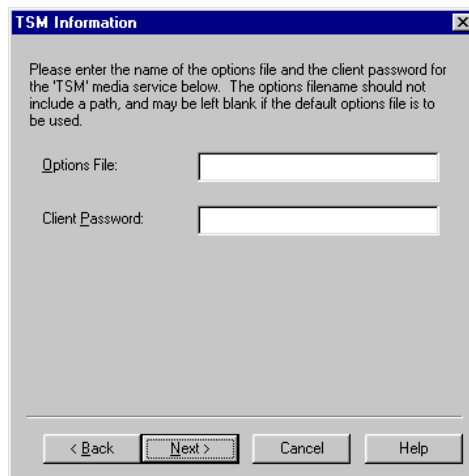 TSM Information
Please enter the name of the options file and the client password for
the 'TSM' media service below. The options filename should not
include a path, and may be left blank if the default options file is to
be used.
Options File:
Client Password:
< Back Next > Cancel Help